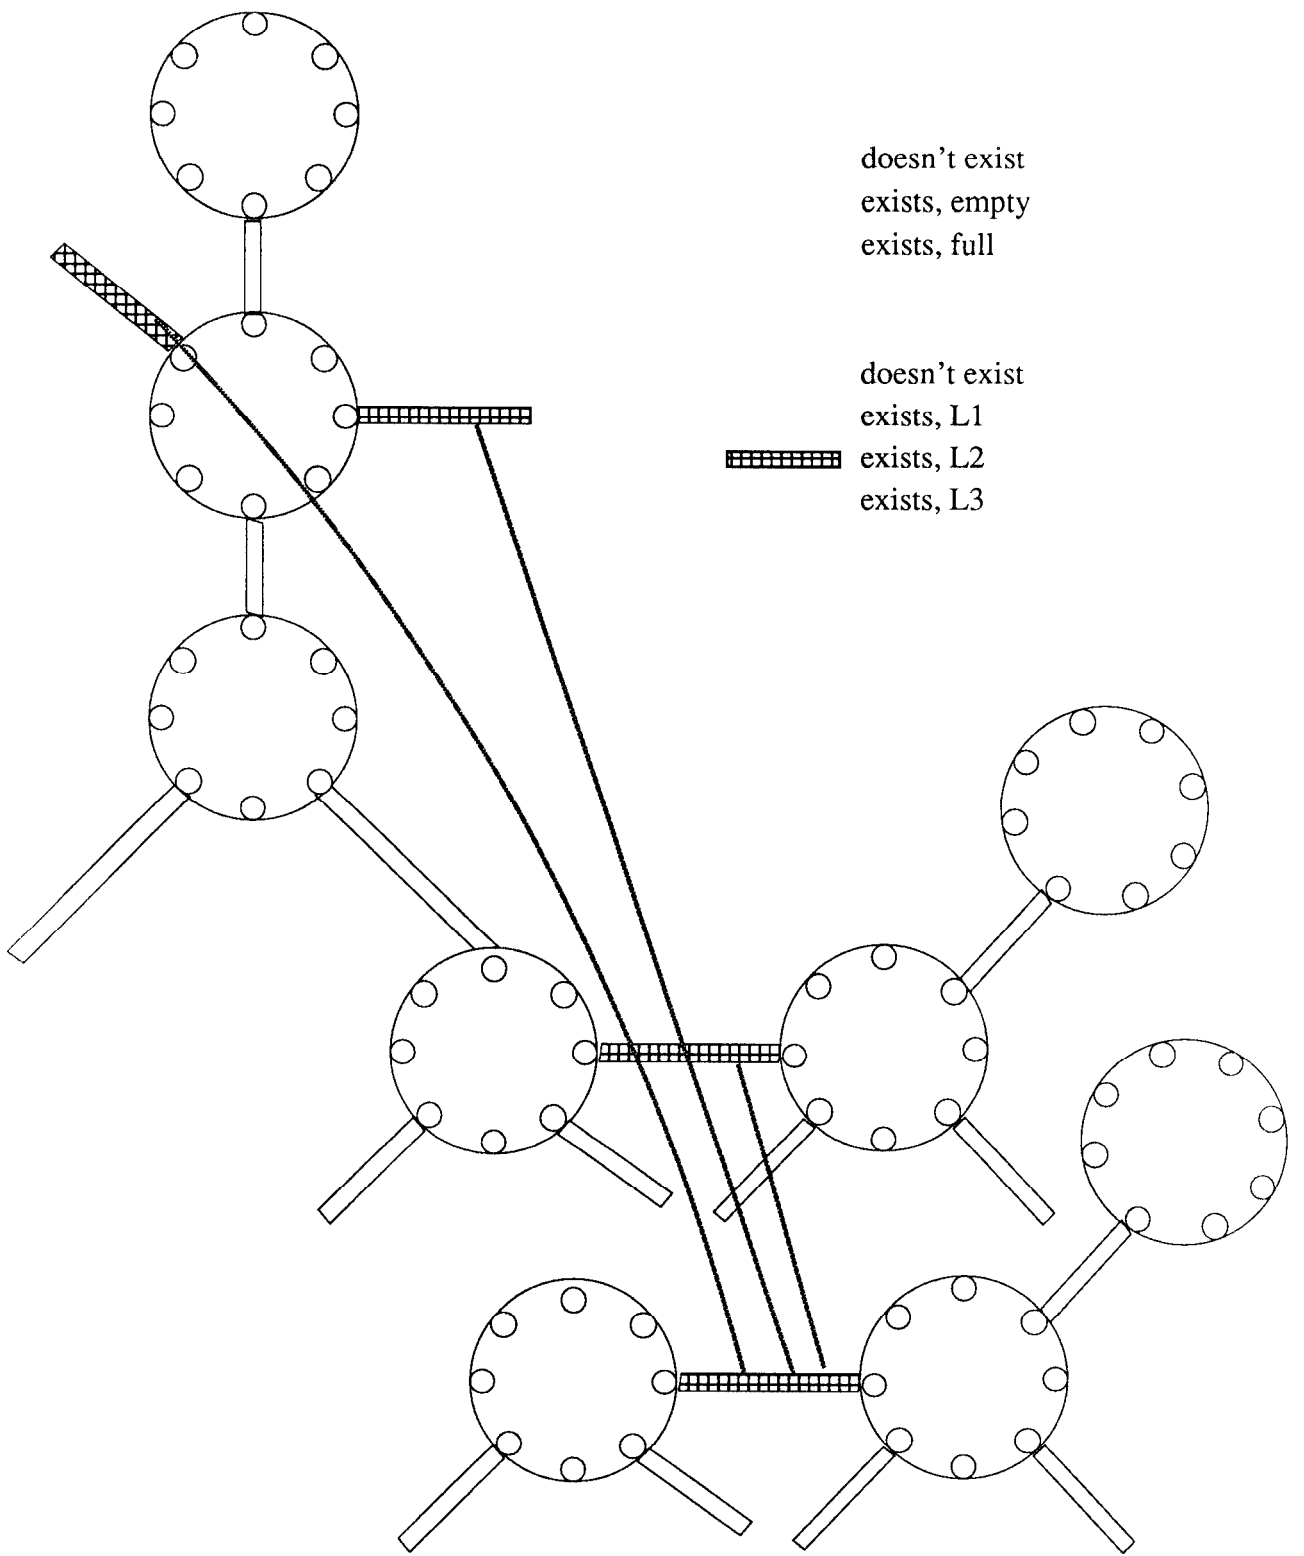 doesn't exist
exists, empty
exists, full
doesn't exist
exists, L1
exists, L2
exists, L3